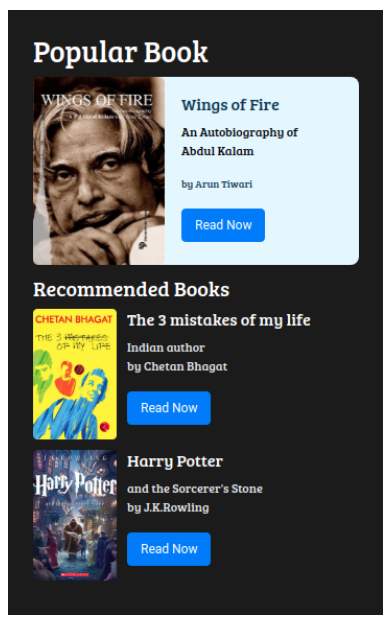 Popular Book
WINGS OF FIRE
Wings of Fire
An Autobiography of
Abdul Kalam
by Arun Tiwari
Read Now
Recommended Books
CHETAN BHAGAT
THE 3 MISTAKES
OF MY LIFE
The 3 mistakes of my life
Indian author
by Chetan Bhagat
Read Now
J.K. ROWLING
Harry Potter
Harry Potter
and the Sorcerer's Stone
by J.K.Rowling
Read Now